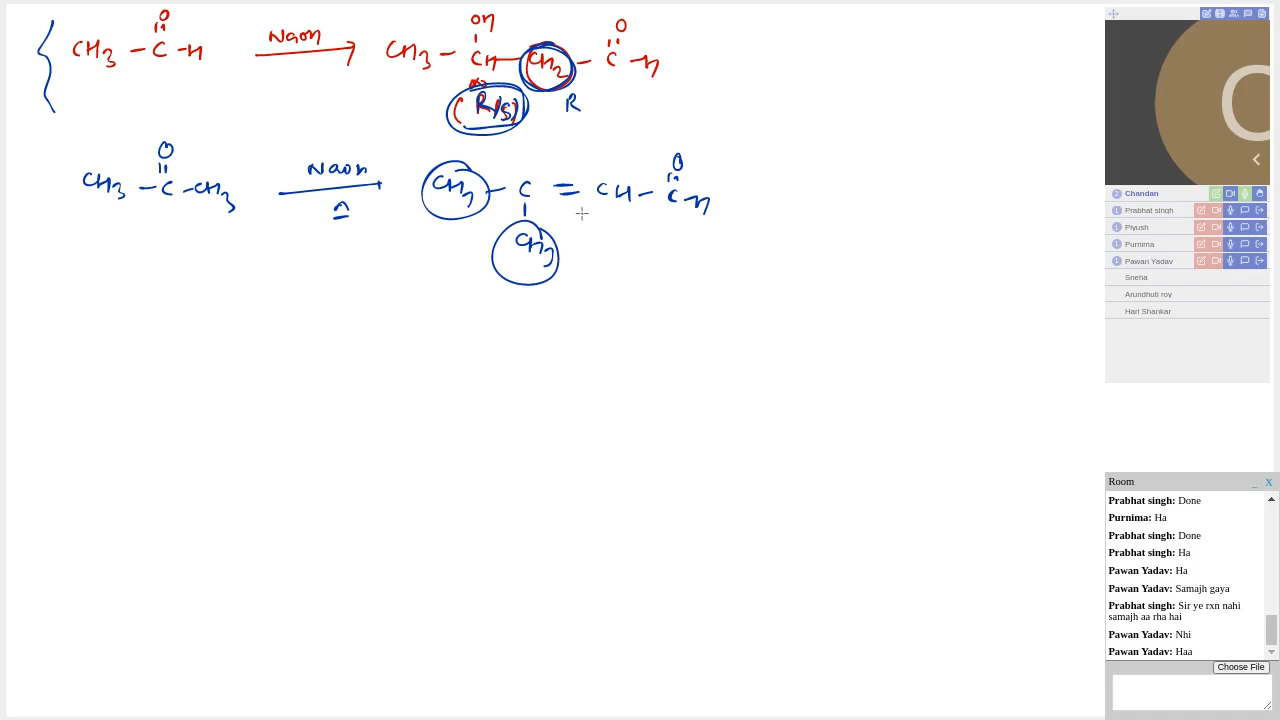 O OH O
CH3 - C - H NaOH CH3 - CH - CH2 - C - H
(R/S) R
O O
CH3 - C - CH3 NaOH CH3 - C = CH - C - H
Δ
CH3
C
Chandan
Prabhat singh
Piyush
Purnima
Pawan Yadav
Sneha
Arundhuti roy
Hari Shankar
Room _ X
Prabhat singh: Done
Purnima: Ha
Prabhat singh: Done
Prabhat singh: Ha
Pawan Yadav: Ha
Pawan Yadav: Samajh gaya
Prabhat singh: Sir ye rxn nahi
samajh aa rha hai
Pawan Yadav: Nhi
Pawan Yadav: Haa
Choose File